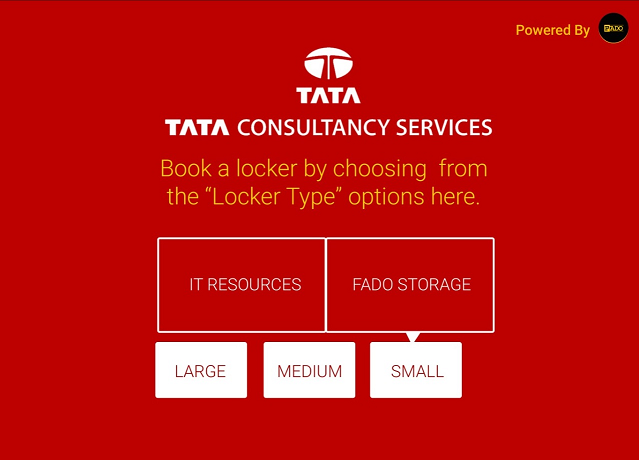 Powered By FADO
TATA
TATA CONSULTANCY SERVICES
Book a locker by choosing from
the “Locker Type” options here.
IT RESOURCES FADO STORAGE
LARGE MEDIUM SMALL